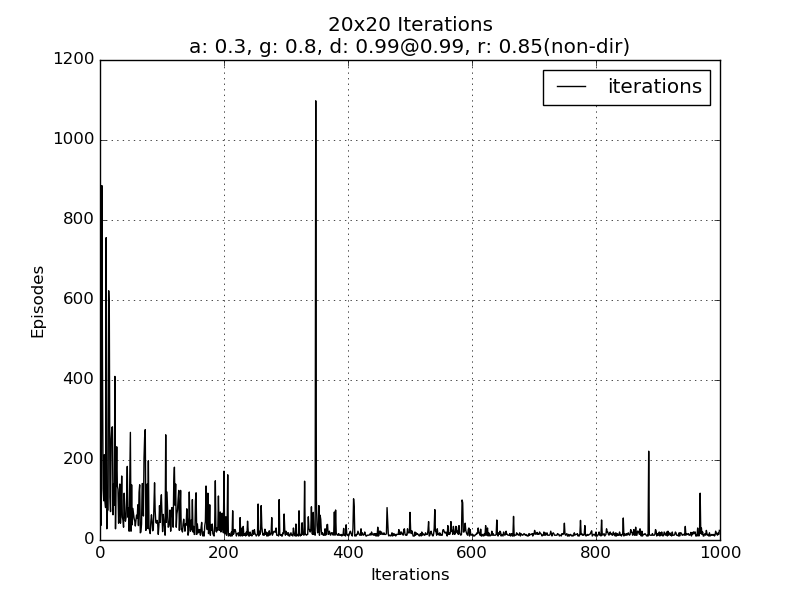 20x20 Iterations
a: 0.3, g: 0.8, d: 0.99@0.99, r: 0.85(non-dir)
iterations
1200
1000
800
600
400
200
0
Episodes
0 200 400 600 800 1000
Iterations